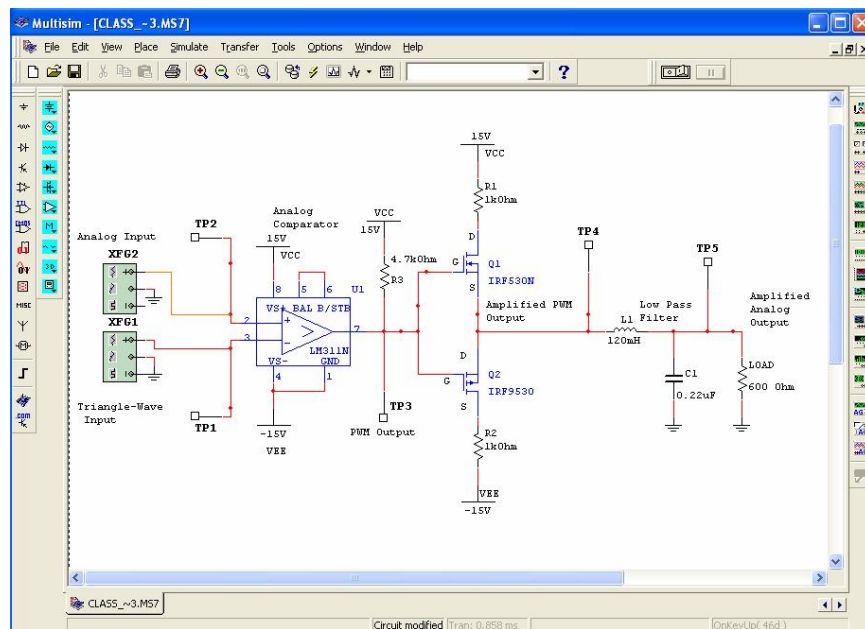 Multisim - [CLASS_~3.MS7]
File Edit View Place Simulate Transfer Tools Options Window Help
15V
VCC
R1
1kOhm
Analog
Comparator
VCC
15V
TP2
TP4
TP5
Analog Input
XFG2
15V
VCC
4.7kOhm
R3
D
G
Q1
IRF530N
S
8 5 6 U1
VS+ BAL B/STB
2
3
7
LM311N
VS- GND
4 1
XFG1
Amplified PWM
Output
L1
120mH
Low Pass
Filter
Amplified
Analog
Output
D
G
Q2
IRF9530
S
C1
0.22uF
LOAD
600 Ohm
Triangle-Wave
Input
TP1
-15V
VEE
TP3
PWM Output
R2
1kOhm
VEE
-15V
MISC
.com
CLASS_~3.MS7
Circuit modified Tran: 0.858 ms OnKeyUp( 46d )